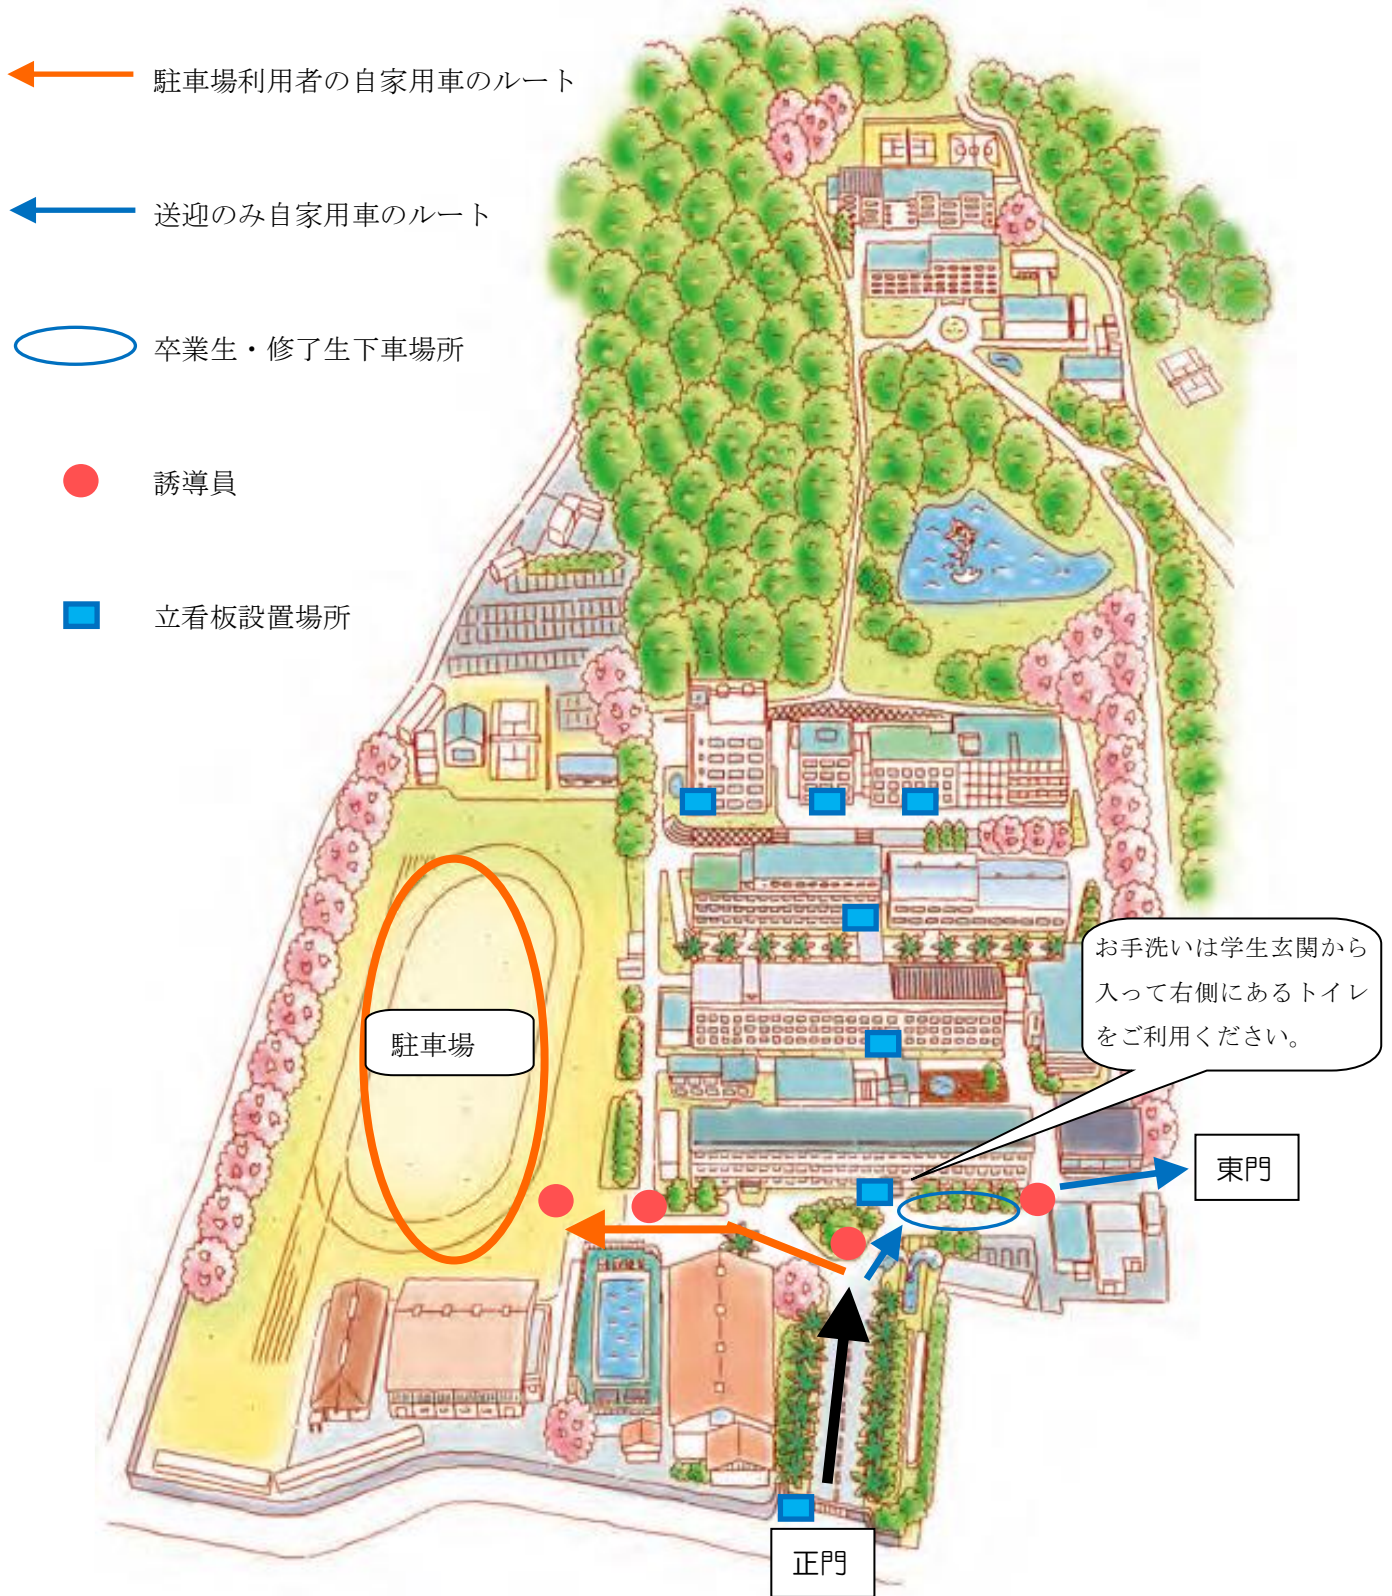 駐車場利用者の自家用車のルート
送迎のみ自家用車のルート
卒業生・修了生下車場所
誘導員
立看板設置場所
お手洗いは学生玄関から
入って右側にあるトイレ
をご利用ください。
駐車場
東門
正門